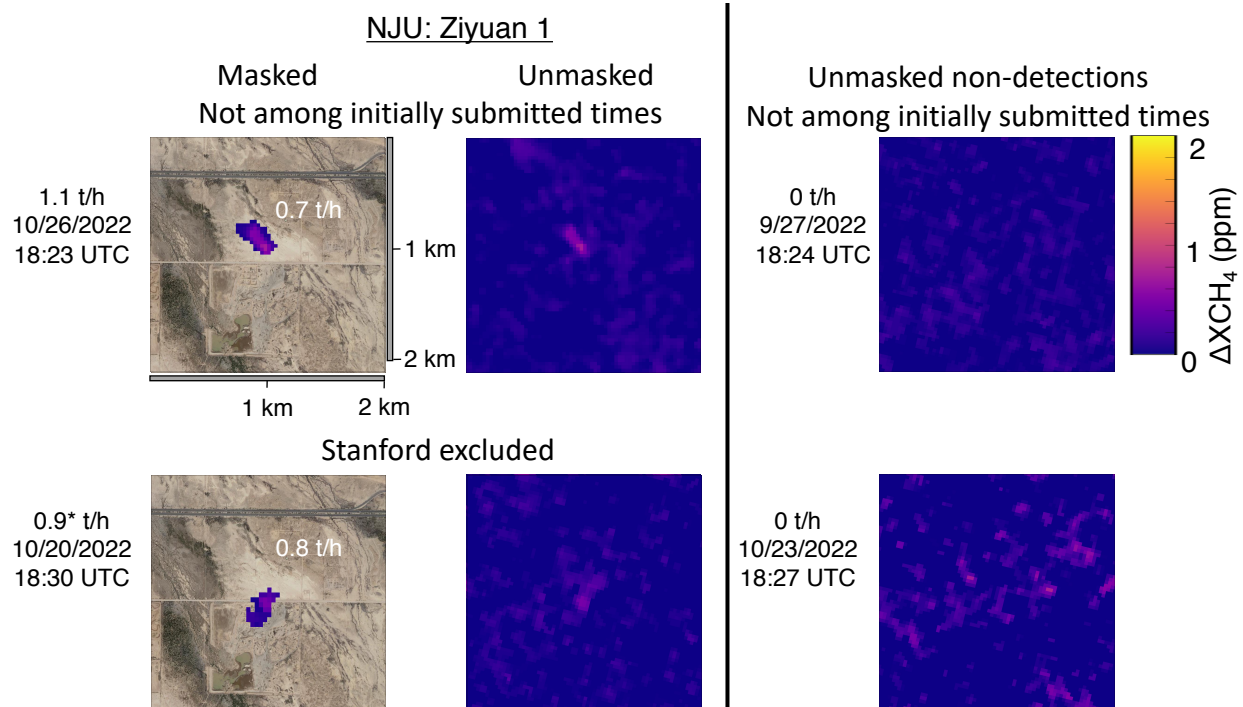 NJU: Ziyuan 1
Masked
Unmasked
Not among initially submitted times
1.1 t/h
10/26/2022
18:23 UTC
0.7 t/h
1 km
2 km
1 km
2 km
Stanford excluded
0.9* t/h
10/20/2022
18:30 UTC
0.8 t/h
Unmasked non-detections
Not among initially submitted times
0 t/h
9/27/2022
18:24 UTC
2
1
0
ΔXCH₄ (ppm)
0 t/h
10/23/2022
18:27 UTC